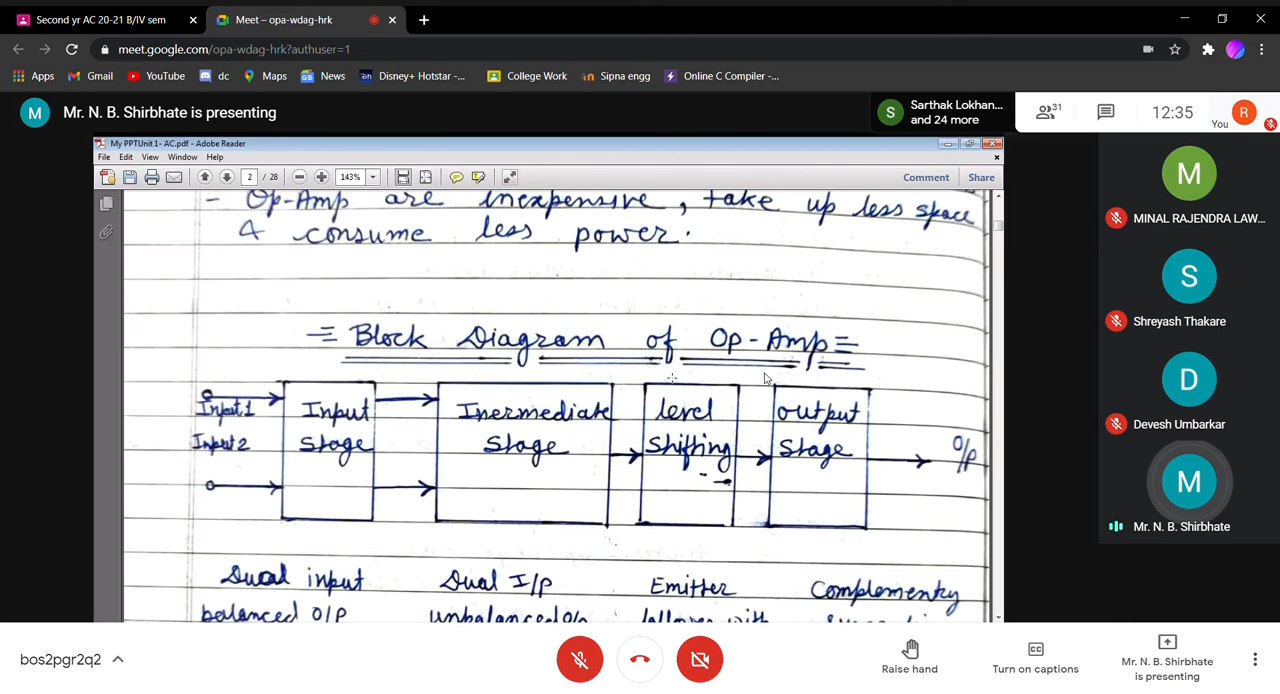 Second yr AC 20-21 B/IV sem
Meet – opa-wdag-hrk
meet.google.com/opa-wdag-hrk?authuser=1
Apps
Gmail
YouTube
dc
Maps
News
Disney+ Hotstar -...
College Work
Sipna engg
Online C Compiler -...
M
Mr. N. B. Shirbhate is presenting
S
Sarthak Lokhan...
and 24 more
31
12:35
You
R
My PPTUnit 1- AC.pdf - Adobe Reader
File Edit View Window Help
2 / 28
143%
Comment
Share
- Op-Amp are inexpensive, take up less space
& consume less power.
Block Diagram of Op-Amp
Input 1
Input 2
Input
stage
Inermediate
stage
level
shifting
output
stage
O/P
Dual input
balanced O/P
Dual I/P
unbalanced
Emitter
follower with
Complementy
M
MINAL RAJENDRA LAW...
S
Shreyash Thakare
D
Devesh Umbarkar
M
Mr. N. B. Shirbhate
bos2pgr2q2
Raise hand
Turn on captions
Mr. N. B. Shirbhate
is presenting